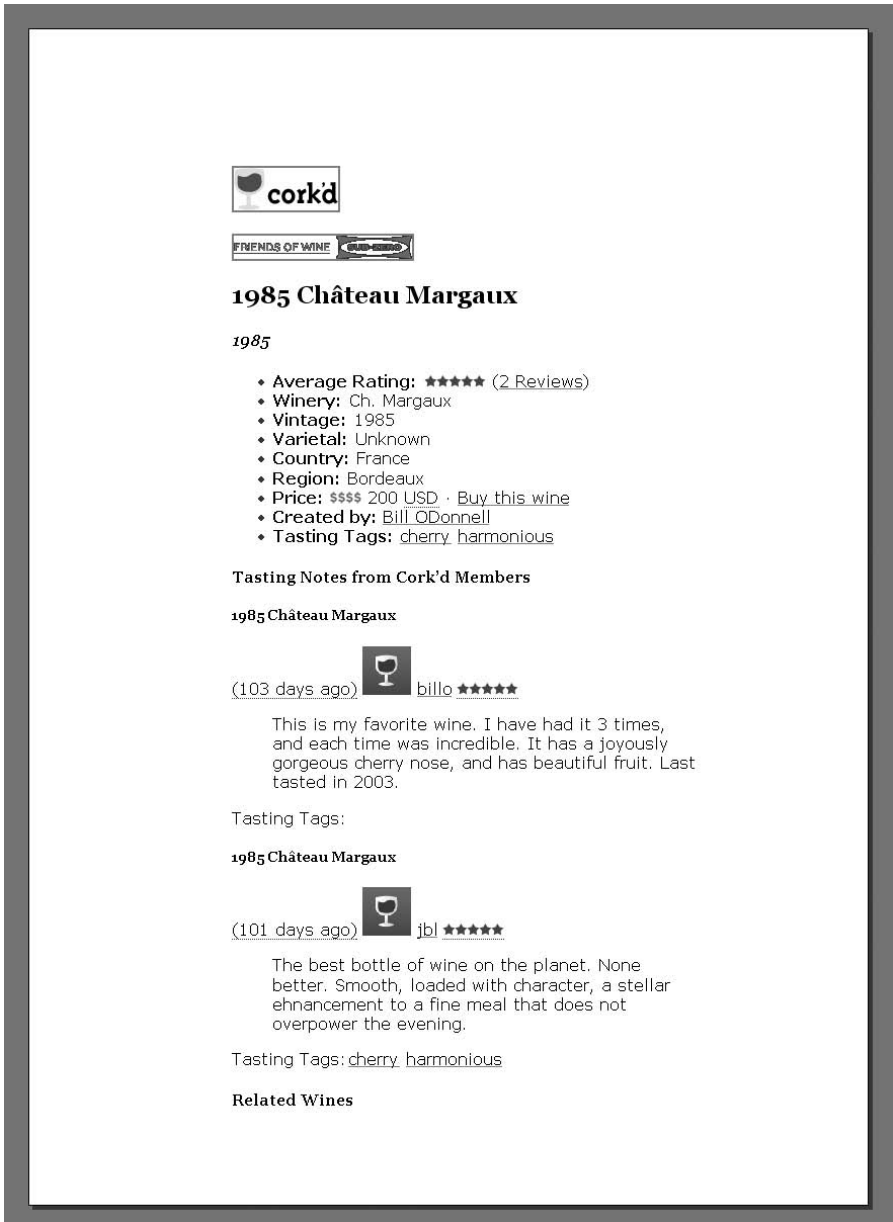 cork'd
FRIENDS OF WINE SUB-ZERO
1985 Château Margaux
1985
• Average Rating: ★★★★★ (2 Reviews)
• Winery: Ch. Margaux
• Vintage: 1985
• Varietal: Unknown
• Country: France
• Region: Bordeaux
• Price: $$$$ 200 USD · Buy this wine
• Created by: Bill ODonnell
• Tasting Tags: cherry harmonious
Tasting Notes from Cork’d Members
1985 Château Margaux
(103 days ago) billo ★★★★★
This is my favorite wine. I have had it 3 times,
and each time was incredible. It has a joyously
gorgeous cherry nose, and has beautiful fruit. Last
tasted in 2003.
Tasting Tags:
1985 Château Margaux
(101 days ago) jbl ★★★★★
The best bottle of wine on the planet. None
better. Smooth, loaded with character, a stellar
ehnancement to a fine meal that does not
overpower the evening.
Tasting Tags: cherry harmonious
Related Wines